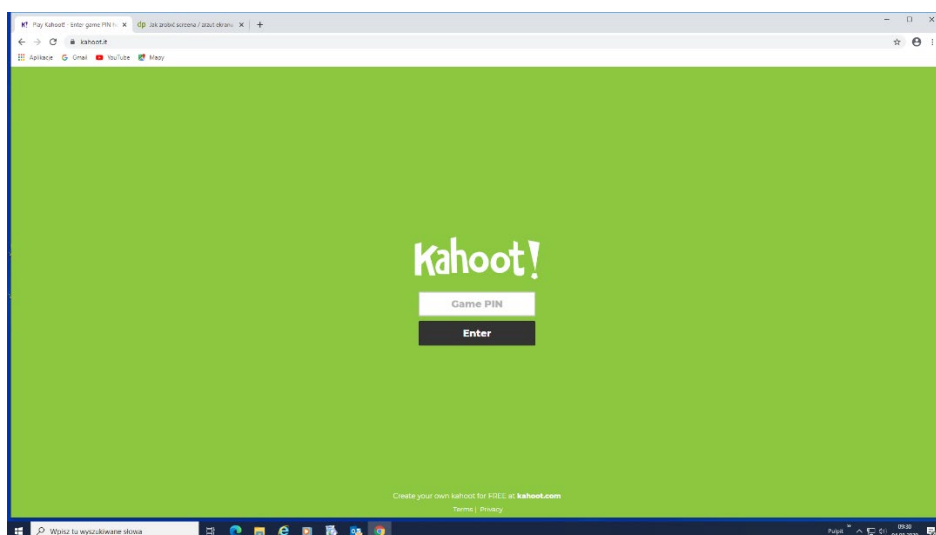 K! Play Kahoot! - Enter game PIN
dp Jak zrobić screena / zrzut ekranu
kahoot.it
Aplikacje Gmail YouTube Mapy
Kahoot!
Game PIN
Enter
Create your own kahoot for FREE at kahoot.com
Terms | Privacy
Wpisz tu wyszukiwane słowa
Pulpit
09:30